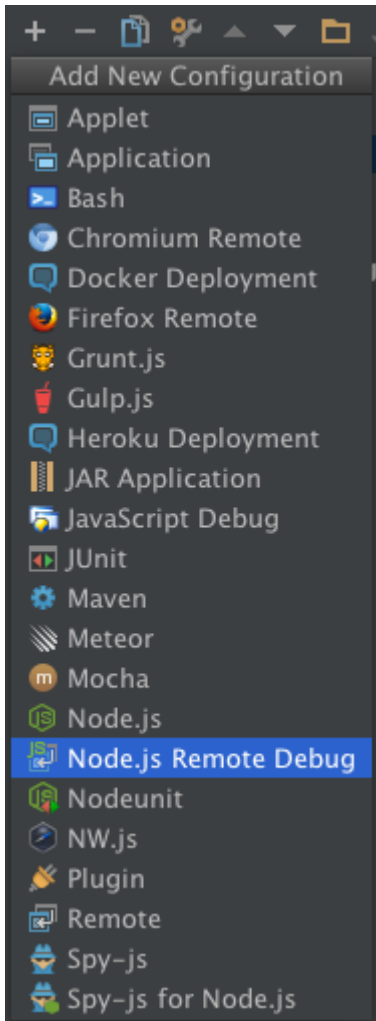 Add New Configuration
Applet
Application
Bash
Chromium Remote
Docker Deployment
Firefox Remote
Grunt.js
Gulp.js
Heroku Deployment
JAR Application
JavaScript Debug
JUnit
Maven
Meteor
Mocha
Node.js
Node.js Remote Debug
Nodeunit
NW.js
Plugin
Remote
Spy-js
Spy-js for Node.js